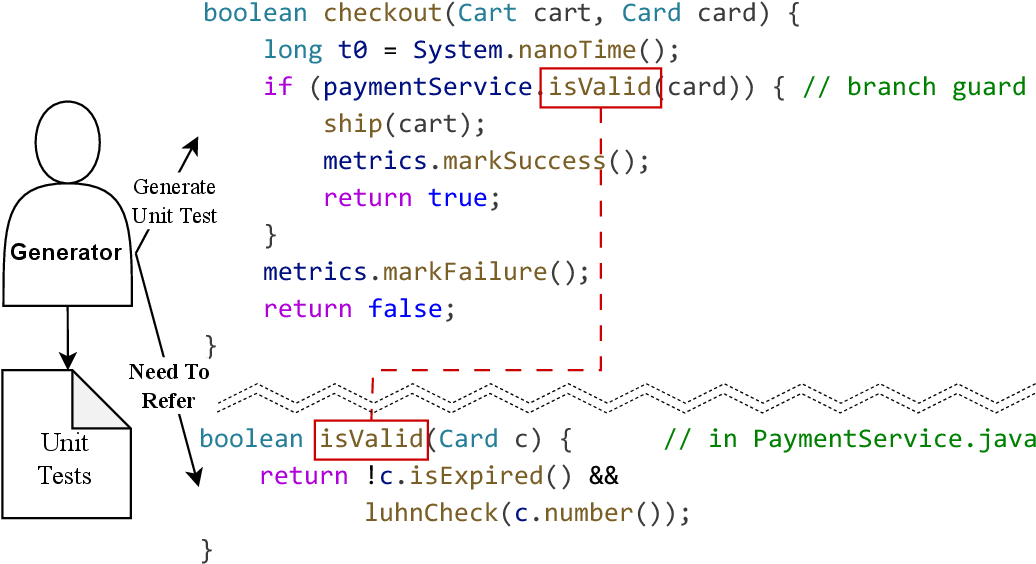 boolean checkout(Cart cart, Card card) {
long t0 = System.nanoTime();
if (paymentService.isValid(card)) { // branch guard
ship(cart);
metrics.markSuccess();
return true;
}
metrics.markFailure();
return false;
}
Generate
Unit Test
Generator
Need To
Refer
Unit
Tests
boolean isValid(Card c) { // in PaymentService.java
return !c.isExpired() &&
luhnCheck(c.number());
}